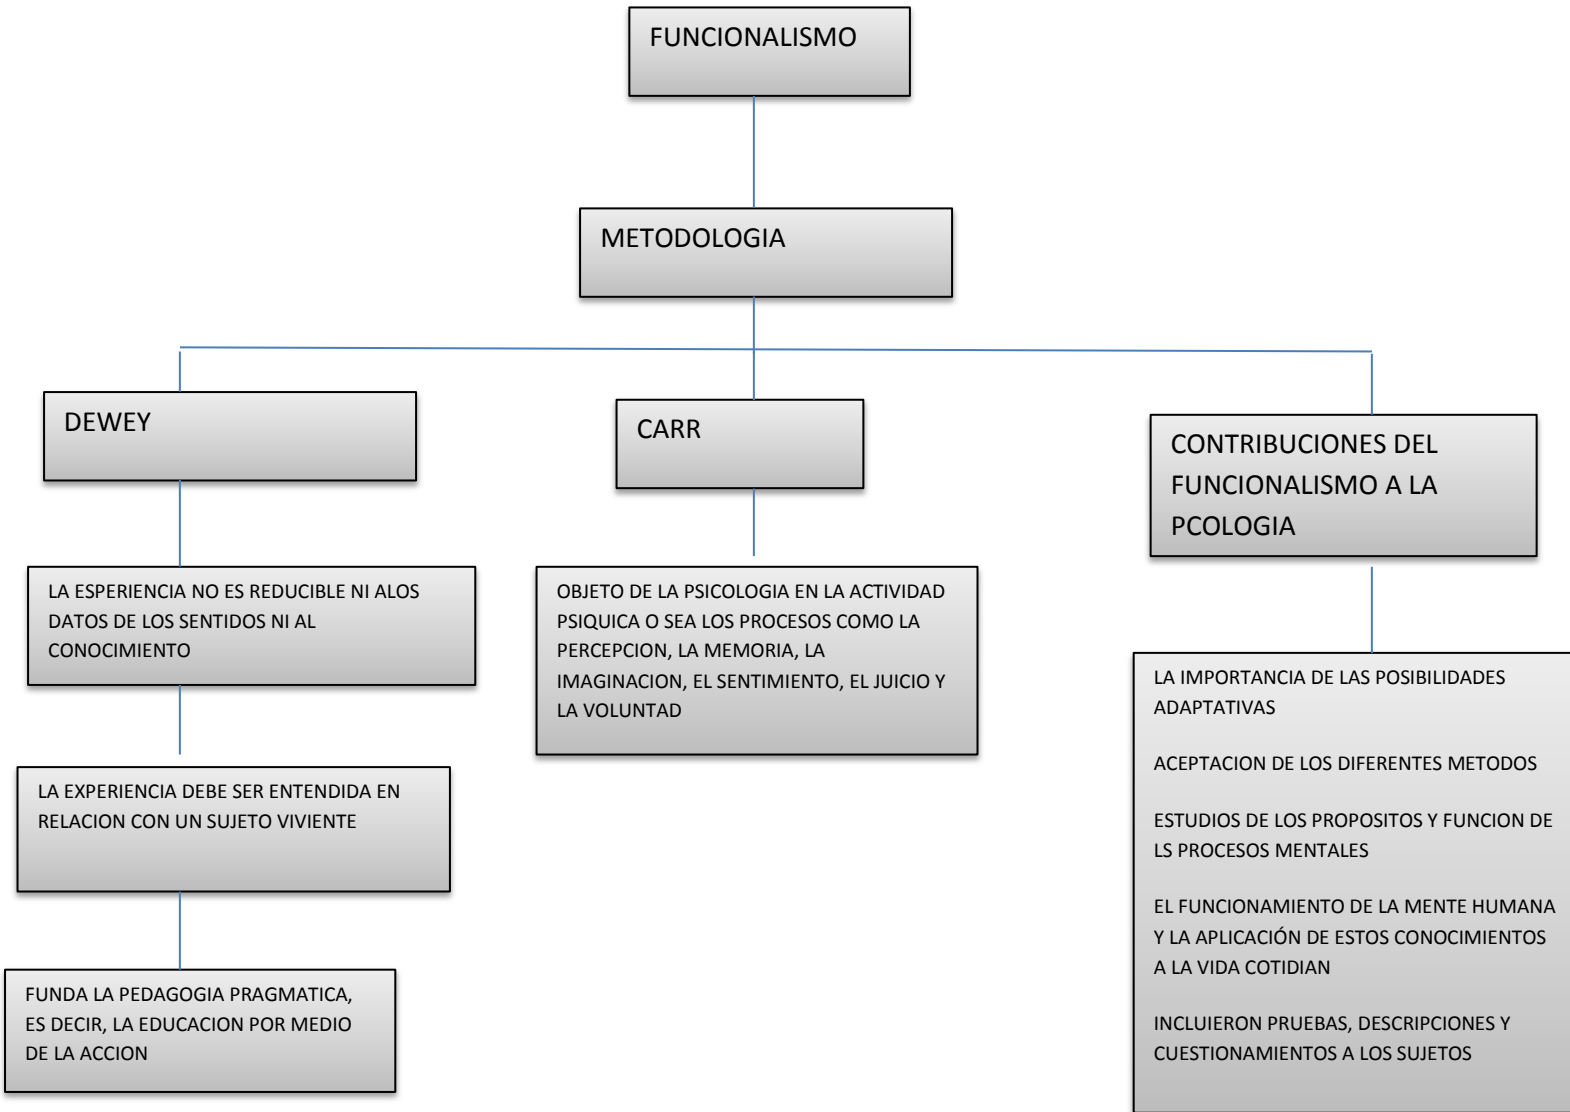 FUNCIONALISMO
METODOLOGIA
DEWEY
CARR
CONTRIBUCIONES DEL
FUNCIONALISMO A LA
PCOLOGIA
LA ESPERIENCIA NO ES REDUCIBLE NI ALOS
DATOS DE LOS SENTIDOS NI AL
CONOCIMIENTO
LA EXPERIENCIA DEBE SER ENTENDIDA EN
RELACION CON UN SUJETO VIVIENTE
FUNDA LA PEDAGOGIA PRAGMATICA,
ES DECIR, LA EDUCACION POR MEDIO
DE LA ACCION
OBJETO DE LA PSICOLOGIA EN LA ACTIVIDAD
PSIQUICA O SEA LOS PROCESOS COMO LA
PERCEPCION, LA MEMORIA, LA
IMAGINACION, EL SENTIMIENTO, EL JUICIO Y
LA VOLUNTAD
LA IMPORTANCIA DE LAS POSIBILIDADES
ADAPTATIVAS
ACEPTACION DE LOS DIFERENTES METODOS
ESTUDIOS DE LOS PROPOSITOS Y FUNCION DE
LS PROCESOS MENTALES
EL FUNCIONAMIENTO DE LA MENTE HUMANA
Y LA APLICACIÓN DE ESTOS CONOCIMIENTOS
A LA VIDA COTIDIAN
INCLUIERON PRUEBAS, DESCRIPCIONES Y
CUESTIONAMIENTOS A LOS SUJETOS